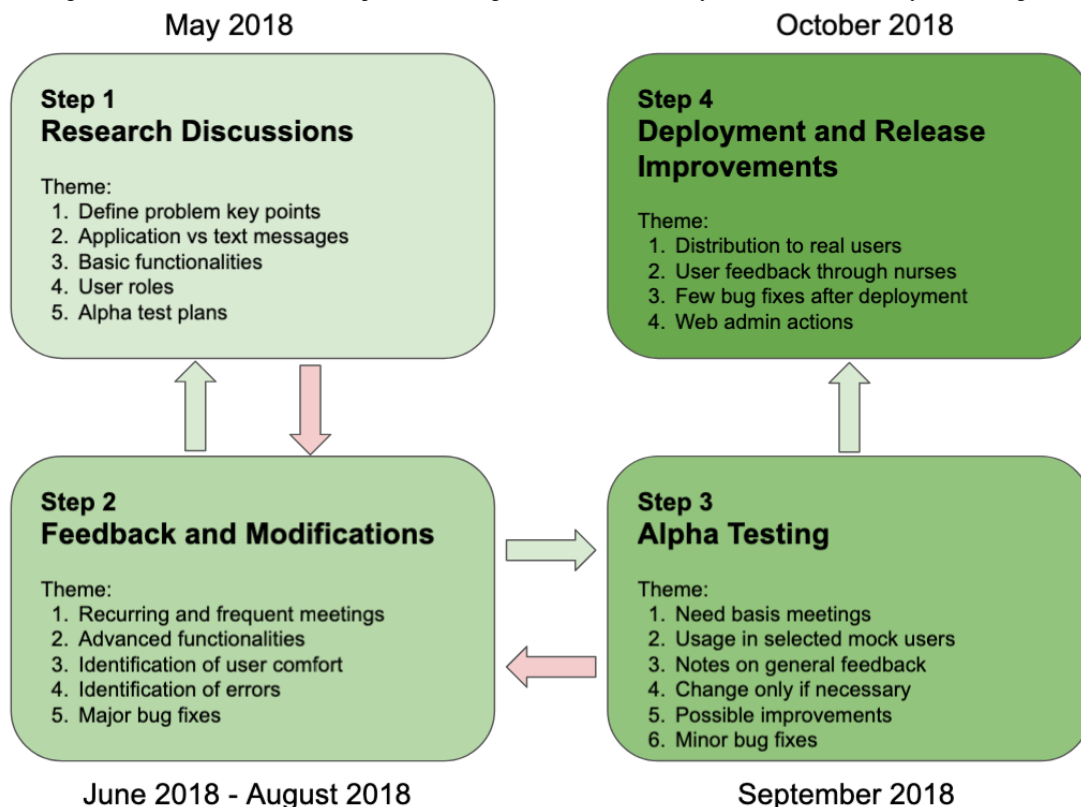 May 2018
Step 1
Research Discussions
Theme:
1. Define problem key points
2. Application vs text messages
3. Basic functionalities
4. User roles
5. Alpha test plans
October 2018
Step 4
Deployment and Release
Improvements
Theme:
1. Distribution to real users
2. User feedback through nurses
3. Few bug fixes after deployment
4. Web admin actions
Step 2
Feedback and Modifications
Theme:
1. Recurring and frequent meetings
2. Advanced functionalities
3. Identification of user comfort
4. Identification of errors
5. Major bug fixes
June 2018 - August 2018
Step 3
Alpha Testing
Theme:
1. Need basis meetings
2. Usage in selected mock users
3. Notes on general feedback
4. Change only if necessary
5. Possible improvements
6. Minor bug fixes
September 2018